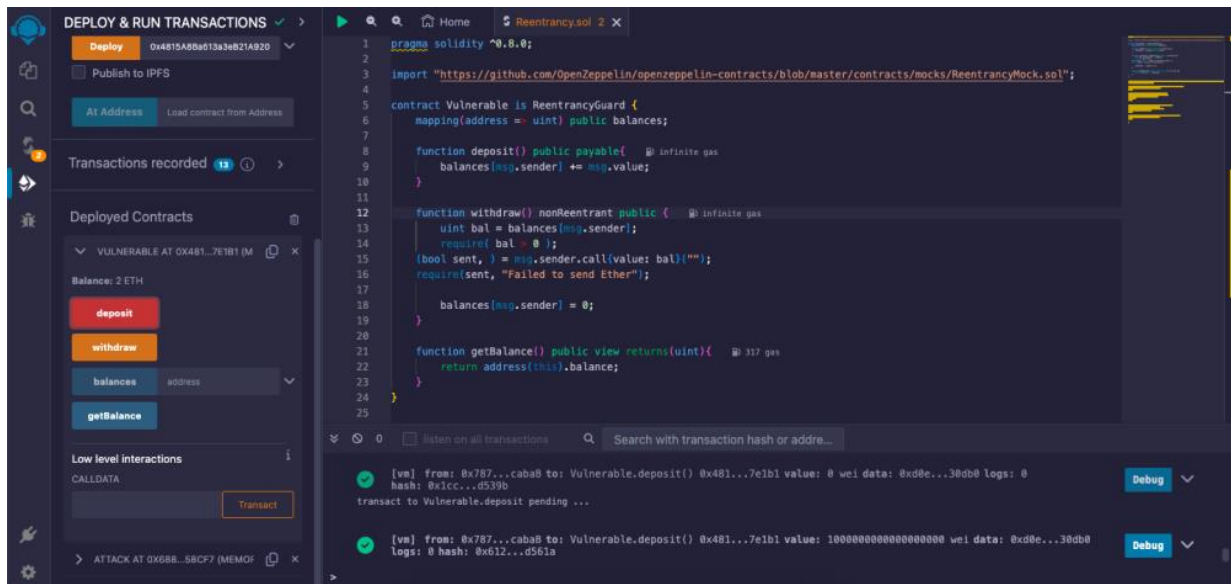 DEPLOY & RUN TRANSACTIONS
Deploy 0x4815A8Ba613a3eB21A920
Publish to IPFS
At Address Load contract from Address
Transactions recorded 13 i
Deployed Contracts
VULNERABLE AT 0X481...7E1B1 (M
Balance: 2 ETH
deposit
withdraw
balances address
getBalance
Low level interactions i
CALLDATA
Transact
ATTACK AT 0X6B8...58CF7 (MEMOF
2
Home Reentrancy.sol 2
1 pragma solidity ^0.8.0;
2
3 import "https://github.com/OpenZeppelin/openzeppelin-contracts/blob/master/contracts/mocks/ReentrancyMock.sol";
4
5 contract Vulnerable is ReentrancyGuard {
6 mapping(address => uint) public balances;
7
8 function deposit() public payable{ infinite gas
9 balances[msg.sender] += msg.value;
10 }
11
12 function withdraw() nonReentrant public { infinite gas
13 uint bal = balances[msg.sender];
14 require( bal > 0 );
15 (bool sent, ) = msg.sender.call{value: bal}("");
16 require(sent, "Failed to send Ether");
17
18 balances[msg.sender] = 0;
19 }
20
21 function getBalance() public view returns(uint){ 317 gas
22 return address(this).balance;
23 }
24 }
25
0 listen on all transactions Search with transaction hash or addre...
[vm] from: 0x787...cabaB to: Vulnerable.deposit() 0x481...7e1b1 value: 0 wei data: 0xd0e...30db0 logs: 0
hash: 0x1cc...d539b
Debug
transact to Vulnerable.deposit pending ...
[vm] from: 0x787...cabaB to: Vulnerable.deposit() 0x481...7e1b1 value: 1000000000000000000 wei data: 0xd0e...30db0
logs: 0 hash: 0x612...d561a
Debug
>